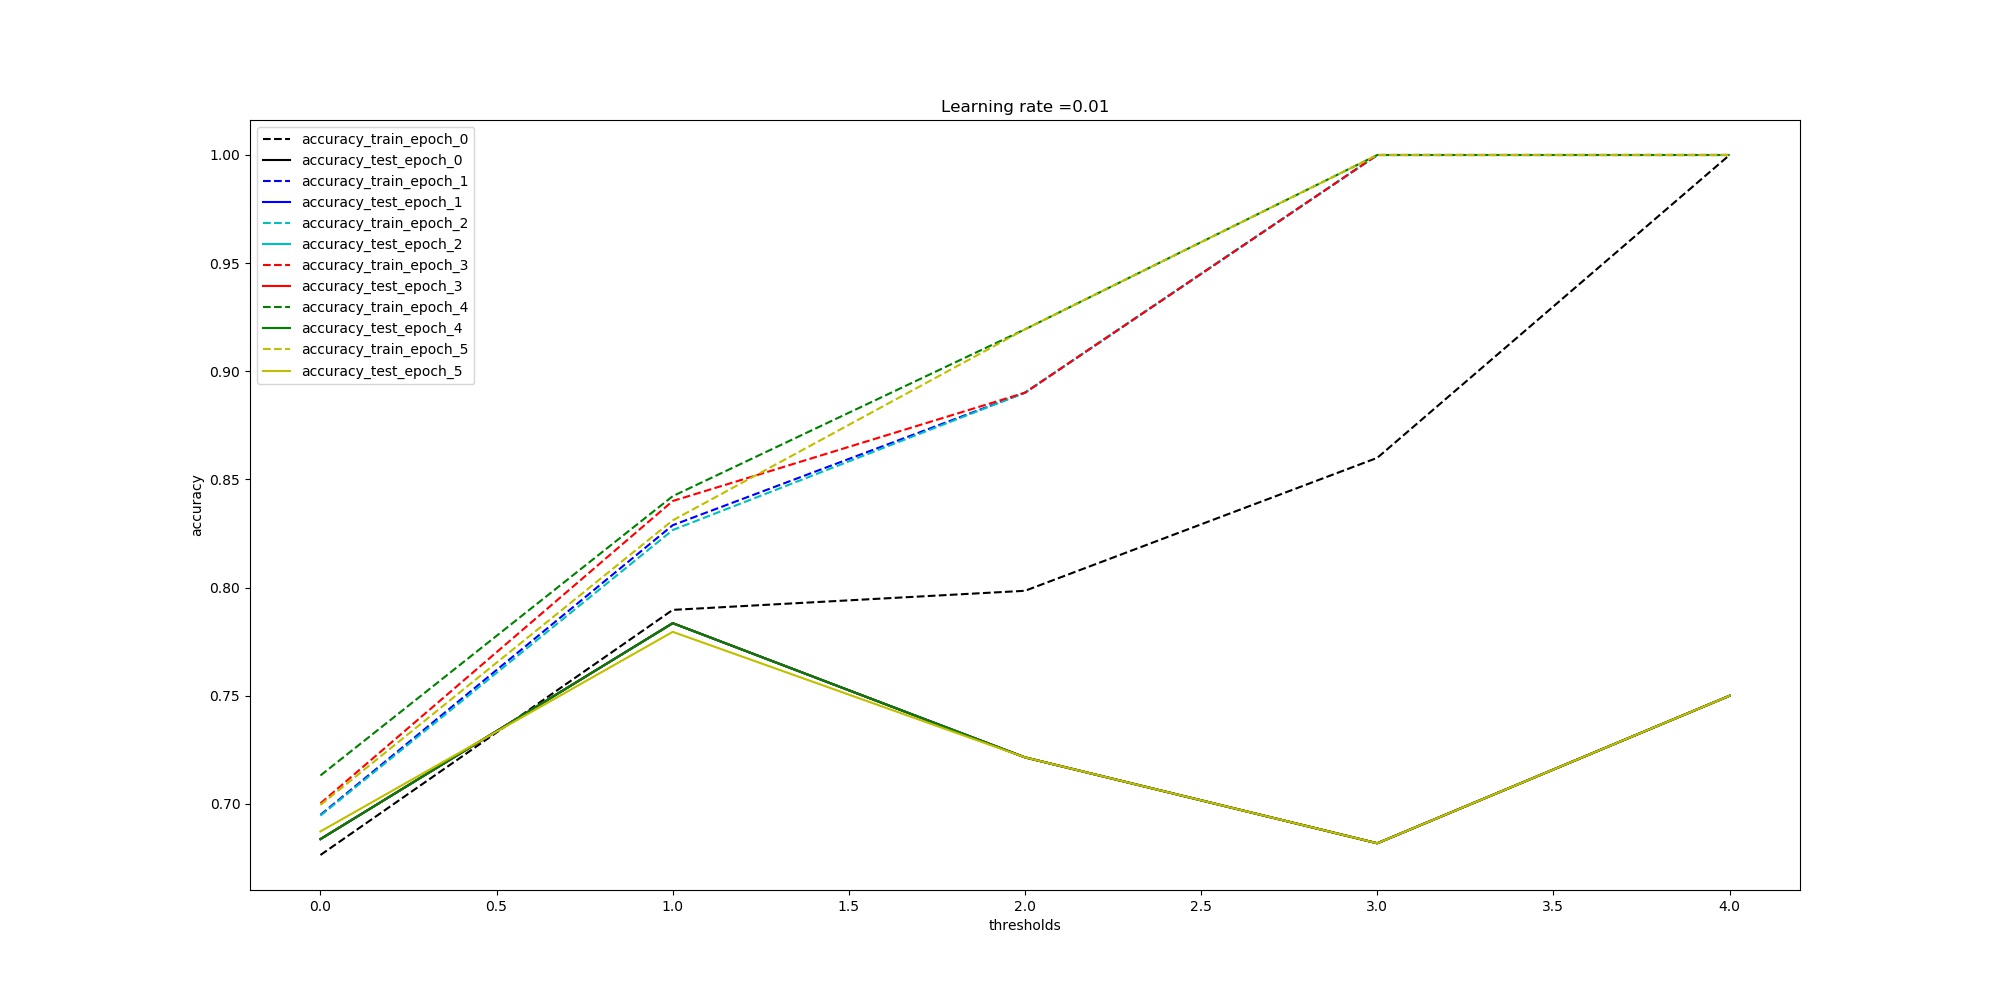 Learning rate =0.01
accuracy_train_epoch_0
accuracy_test_epoch_0
accuracy_train_epoch_1
accuracy_test_epoch_1
accuracy_train_epoch_2
accuracy_test_epoch_2
accuracy_train_epoch_3
accuracy_test_epoch_3
accuracy_train_epoch_4
accuracy_test_epoch_4
accuracy_train_epoch_5
accuracy_test_epoch_5
1.00
0.95
0.90
0.85
0.80
0.75
0.70
accuracy
0.0 0.5 1.0 1.5 2.0 2.5 3.0 3.5 4.0
thresholds